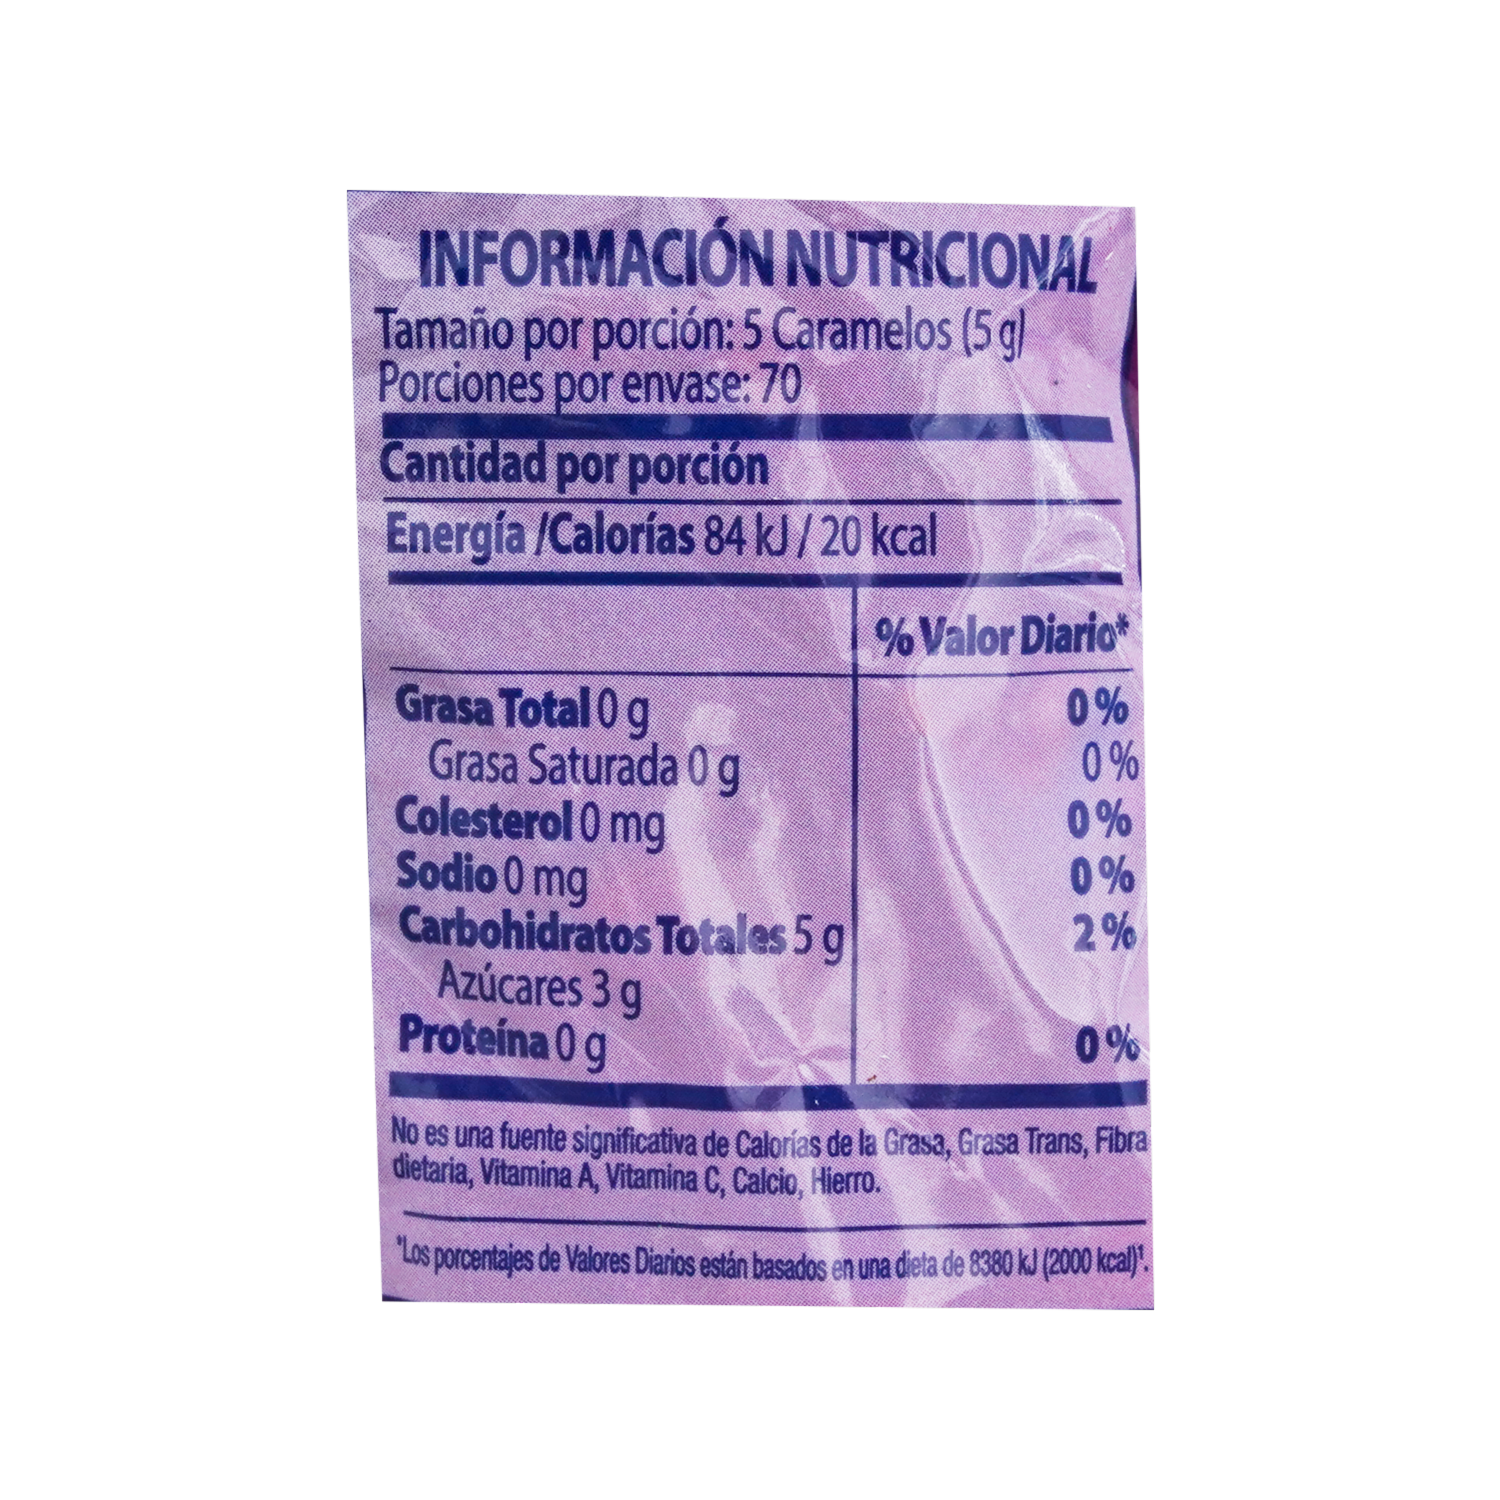 INFORMACIÓN NUTRICIONAL
Tamaño por porción: 5 Caramelos (5 g)
Porciones por envase: 70
Cantidad por porción
Energía /Calorías 84 kJ / 20 kcal
% Valor Diario*
Grasa Total 0 g 0 %
Grasa Saturada 0 g 0 %
Colesterol 0 mg 0 %
Sodio 0 mg 0 %
Carbohidratos Totales 5 g 2 %
Azúcares 3 g
Proteína 0 g 0 %
No es una fuente significativa de Calorías de la Grasa, Grasa Trans, Fibra
dietaria, Vitamina A, Vitamina C, Calcio, Hierro.
*Los porcentajes de Valores Diarios están basados en una dieta de 8380 kJ (2000 kcal)¹.